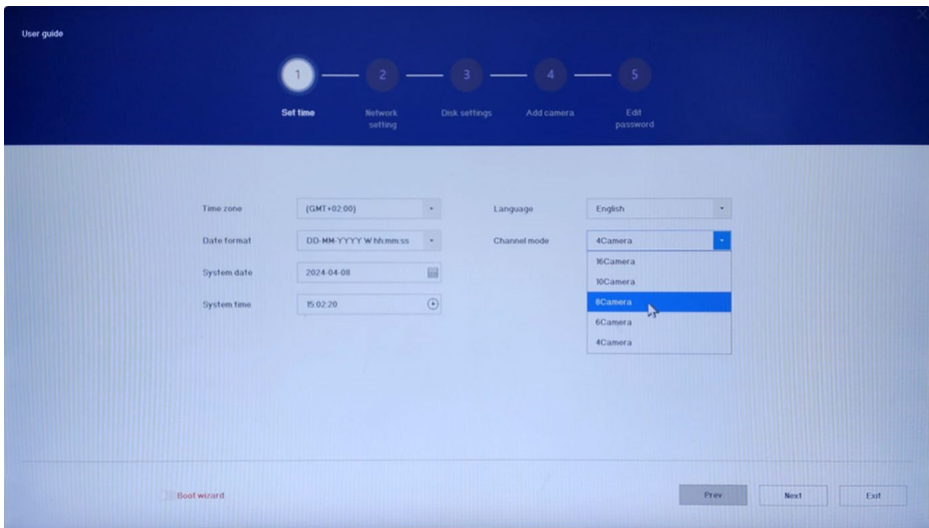 User guide
1
2
3
4
5
Set time
Network
setting
Disk settings
Add camera
Edit
password
Time zone
(GMT+02:00)
Language
English
Date format
DD-MM-YYYY W hh:mm:ss
Channel mode
4Camera
System date
2024-04-08
16Camera
10Camera
System time
15:02:20
8Camera
6Camera
4Camera
Boot wizard
Prev
Next
Exit